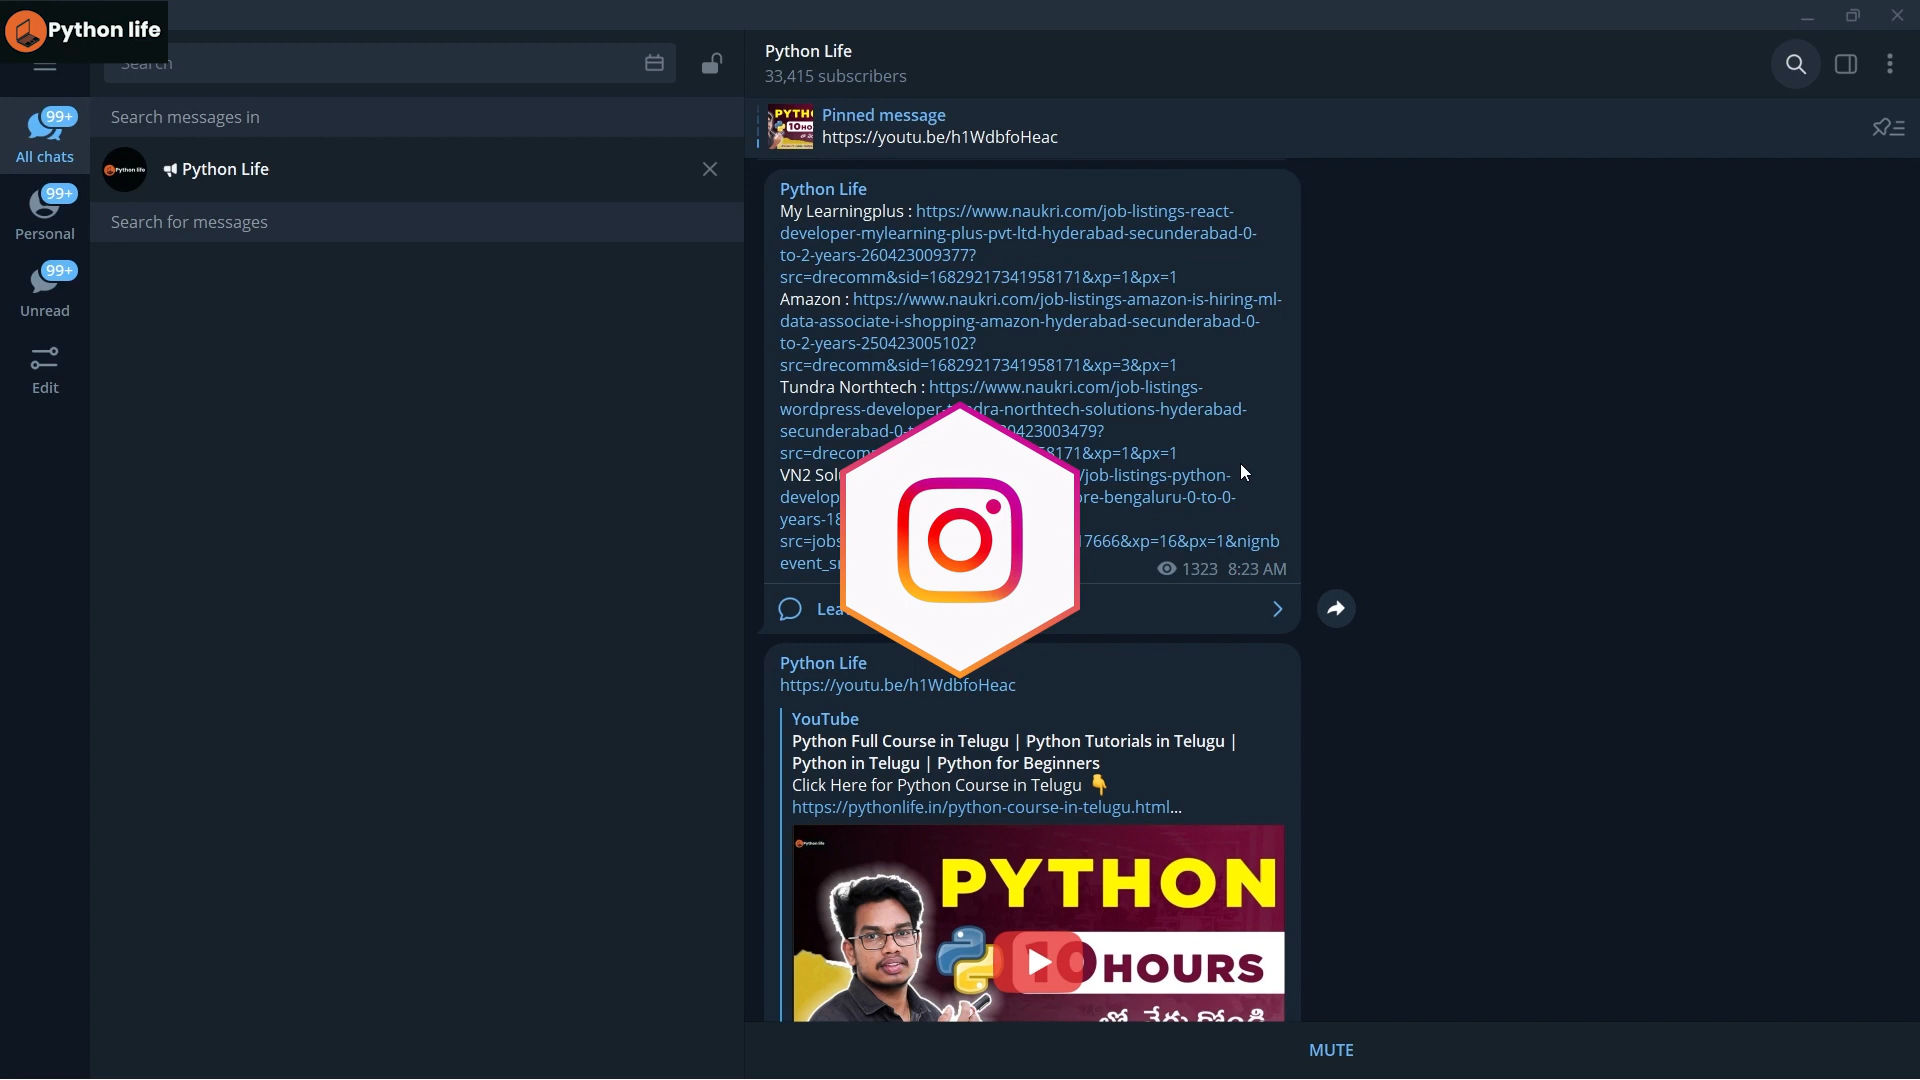 Python life
Search
Search messages in
Python life
Python Life
Search for messages
99+
All chats
99+
Personal
99+
Unread
Edit
Python Life
33,415 subscribers
PYTH
Pinned message
https://youtu.be/h1WdbfoHeac
Python Life
My Learningplus : https://www.naukri.com/job-listings-react-
developer-mylearning-plus-pvt-ltd-hyderabad-secunderabad-0-
to-2-years-260423009377?
src=drecomm&sid=16829217341958171&xp=1&px=1
Amazon : https://www.naukri.com/job-listings-amazon-is-hiring-ml-
data-associate-i-shopping-amazon-hyderabad-secunderabad-0-
to-2-years-250423005102?
src=drecomm&sid=16829217341958171&xp=3&px=1
Tundra Northtech : https://www.naukri.com/job-listings-
wordpress-developer- dra-northtech-solutions-hyderabad-
secunderabad-0- 0423003479?
src=drecom 8171&xp=1&px=1
VN2 Sol /job-listings-python-
develop re-bengaluru-0-to-0-
years-18
src=jobs 17666&xp=16&px=1&nignb
event_s 1323 8:23 AM
Lea
Python Life
https://youtu.be/h1WdbfoHeac
YouTube
Python Full Course in Telugu | Python Tutorials in Telugu |
Python in Telugu | Python for Beginners
Click Here for Python Course in Telugu 👇
https://pythonlife.in/python-course-in-telugu.html...
Python life
PYTHON
10 HOURS
MUTE